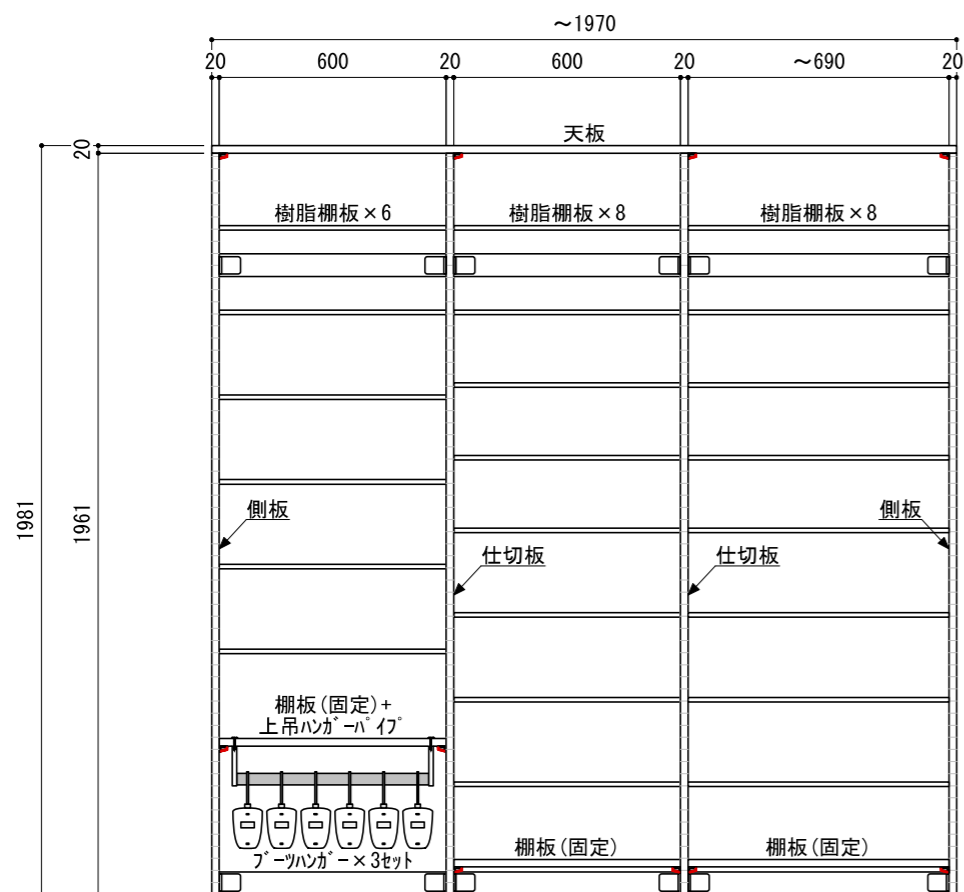 ～1970
20 600 20 600 20 ～690 20
天板
20
樹脂棚板×6 樹脂棚板×8 樹脂棚板×8
1981
1961
側板 側板
仕切板 仕切板
棚板(固定)+
上吊ﾊﾝｶﾞｰﾊﾟｲﾌﾟ
ﾌﾞｰﾂﾊﾝｶﾞｰ×3ｾｯﾄ
棚板(固定) 棚板(固定)